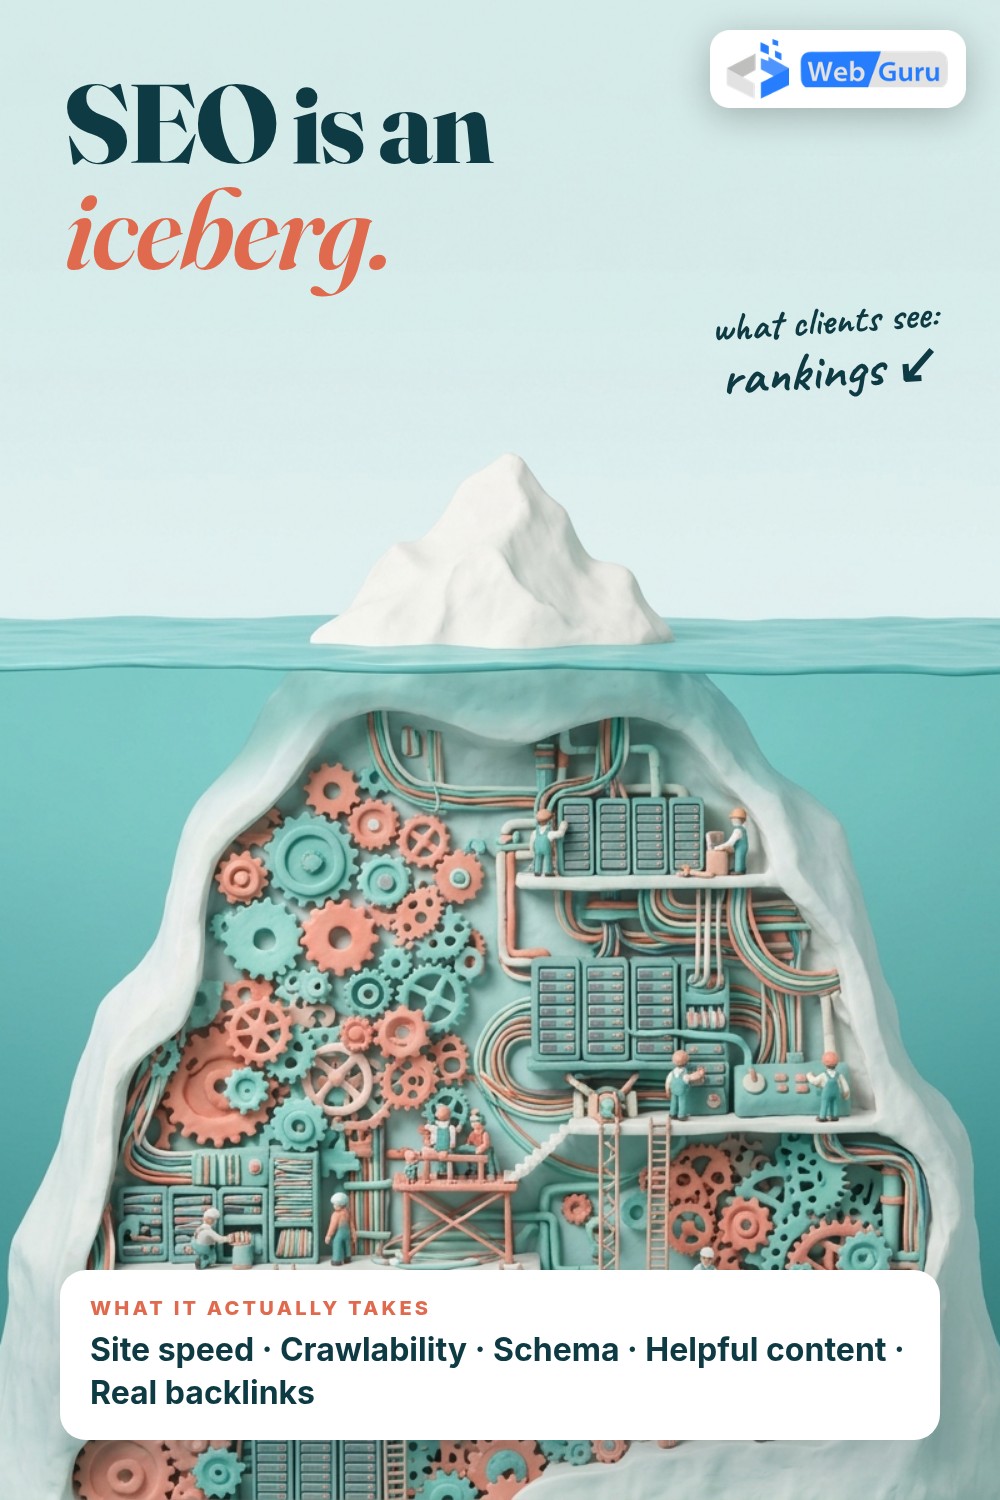 Web Guru
SEO is an
iceberg.
what clients see:
rankings ↙
WHAT IT ACTUALLY TAKES
Site speed · Crawlability · Schema · Helpful content ·
Real backlinks